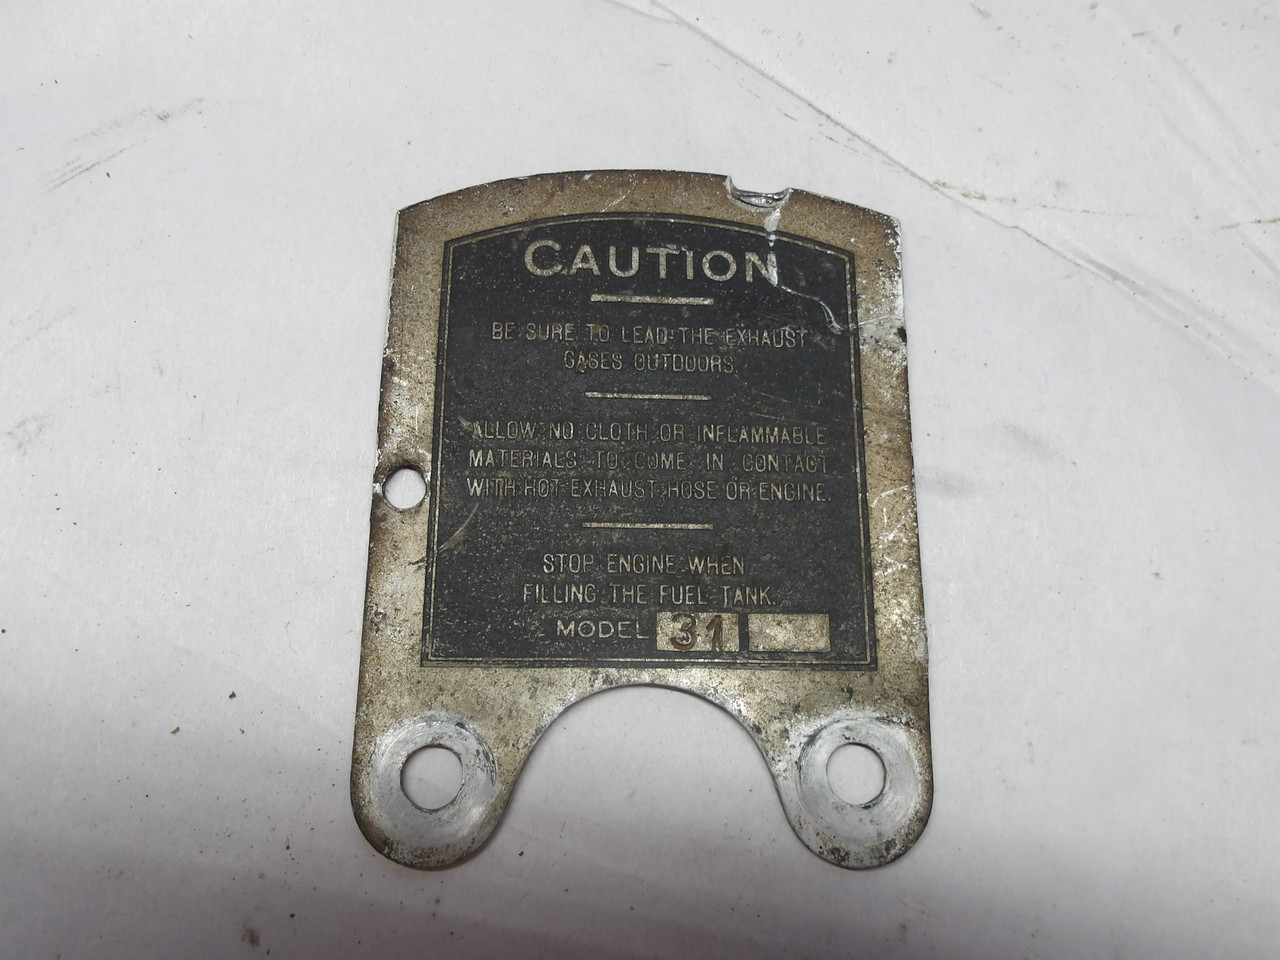 CAUTION
BE SURE TO LEAD THE EXHAUST
GASES OUTDOORS.
ALLOW NO CLOTH OR INFLAMMABLE
MATERIALS TO COME IN CONTACT
WITH HOT EXHAUST HOSE OR ENGINE.
STOP ENGINE WHEN
FILLING THE FUEL TANK.
MODEL 31